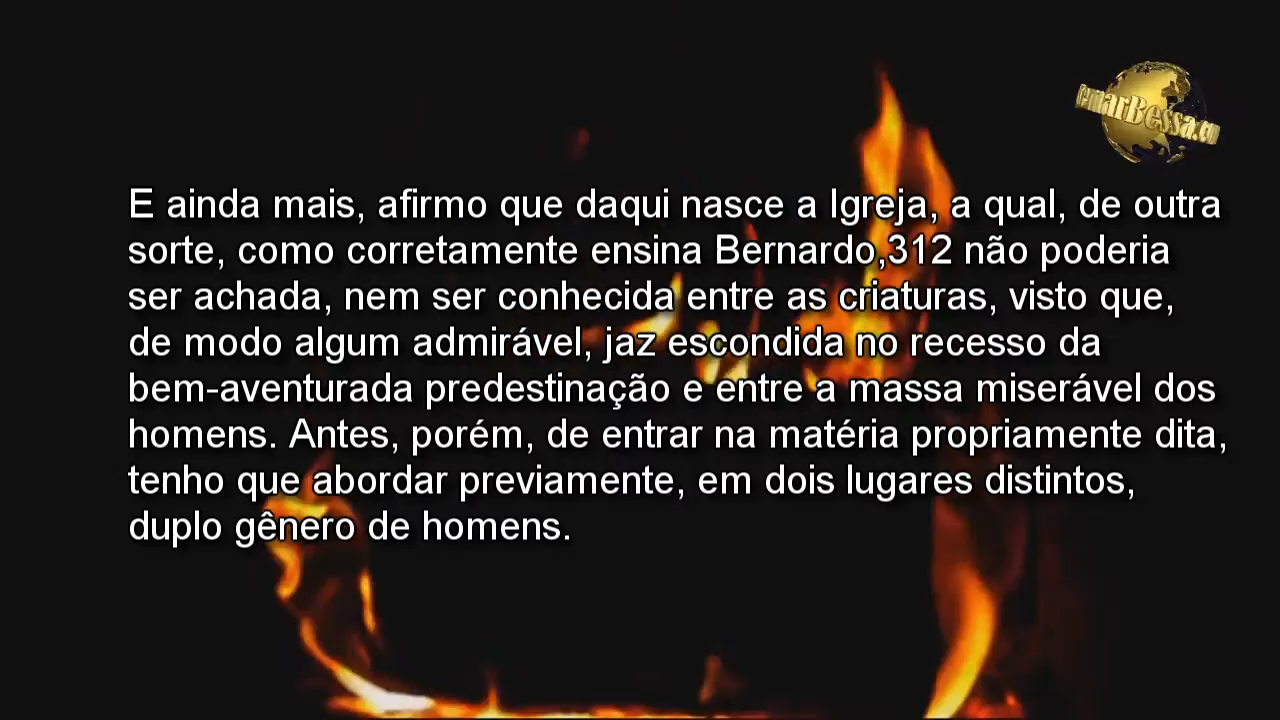 E ainda mais, afirmo que daqui nasce a Igreja, a qual, de outra
sorte, como corretamente ensina Bernardo,312 não poderia
ser achada, nem ser conhecida entre as criaturas, visto que,
de modo algum admirável, jaz escondida no recesso da
bem-aventurada predestinação e entre a massa miserável dos
homens. Antes, porém, de entrar na matéria propriamente dita,
tenho que abordar previamente, em dois lugares distintos,
duplo gênero de homens.